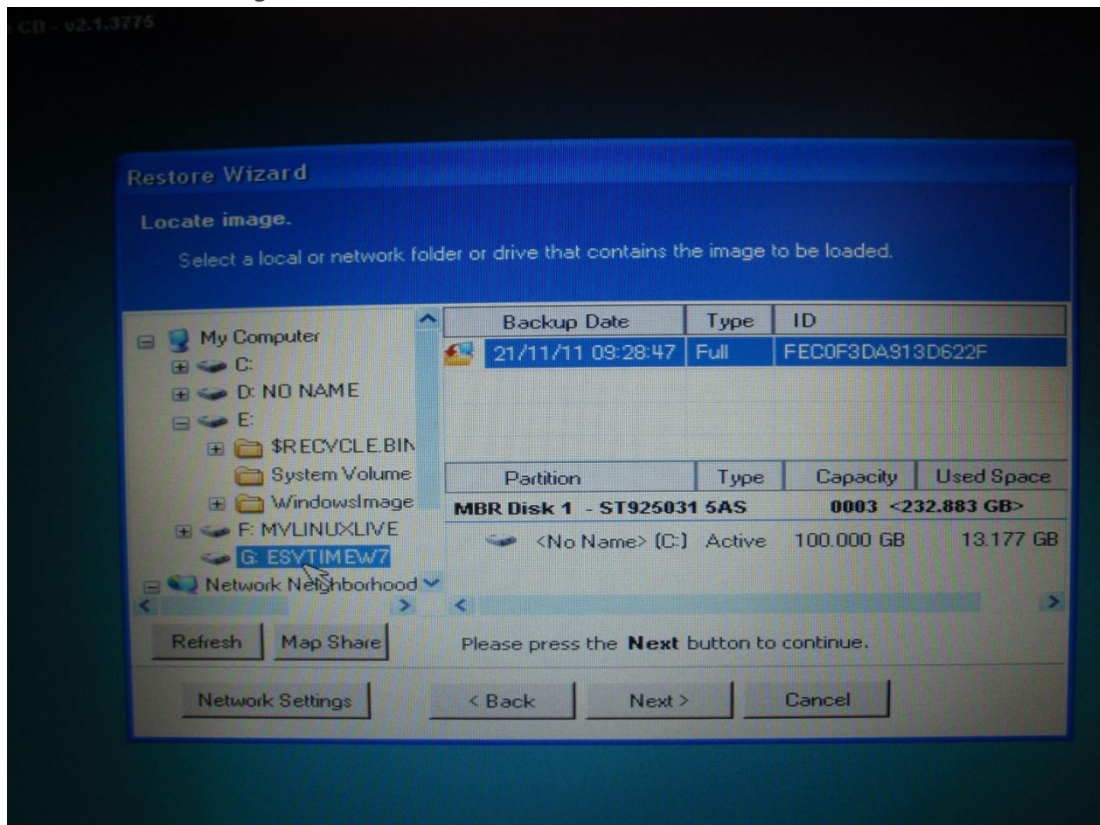 CD - v2.1.3775
Restore Wizard
Locate image.
Select a local or network folder or drive that contains the image to be loaded.
My Computer
C:
D: NO NAME
E:
$RECYCLE.BIN
System Volume
WindowsImage
F: MYLINUXLIVE
G: ESYTIMEW7
Network Neighborhood
Backup Date Type ID
21/11/11 09:28:47 Full FEC0F3DA913D622F
Partition Type Capacity Used Space
MBR Disk 1 - ST925031 5AS 0003 <232.883 GB>
<No Name> (C:) Active 100.000 GB 13.177 GB
Refresh Map Share
Please press the Next button to continue.
Network Settings < Back Next > Cancel